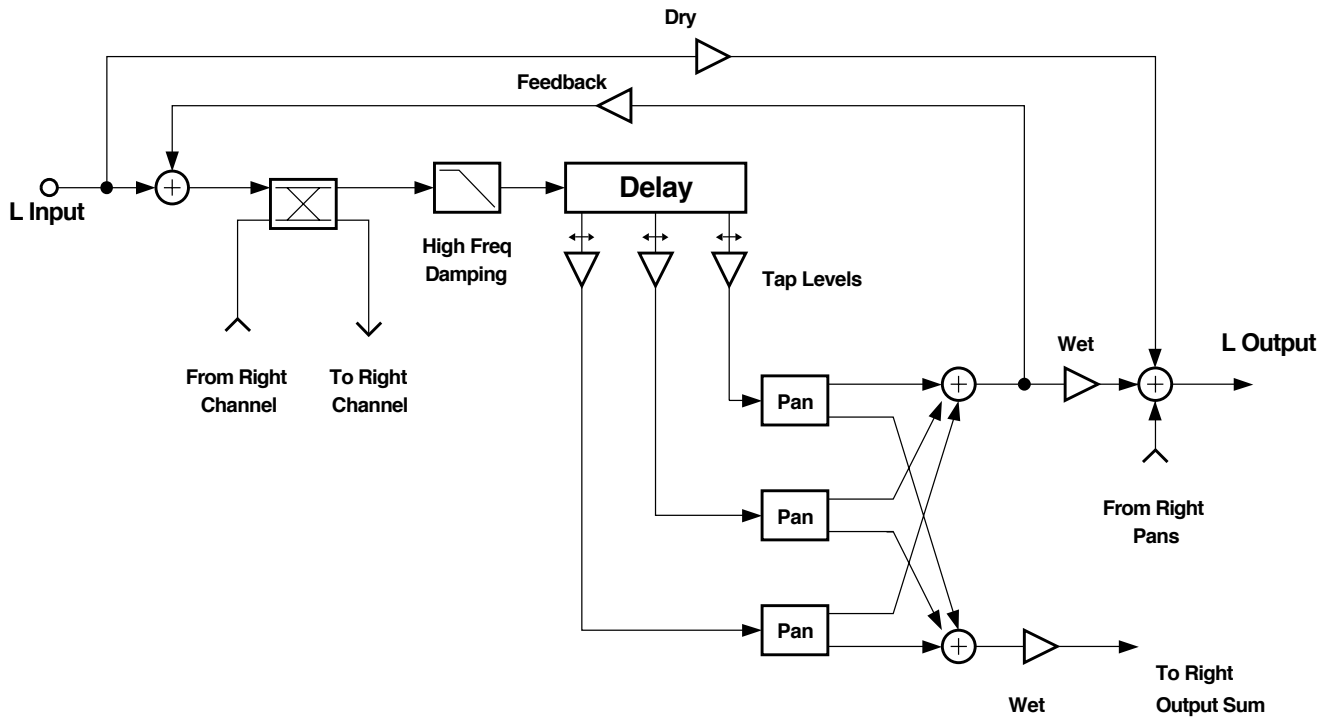 Dry
Feedback
L Input
Delay
High Freq
Damping
Tap Levels
From Right
Channel
To Right
Channel
Wet
L Output
Pan
Pan
From Right
Pans
Pan
To Right
Output Sum
Wet